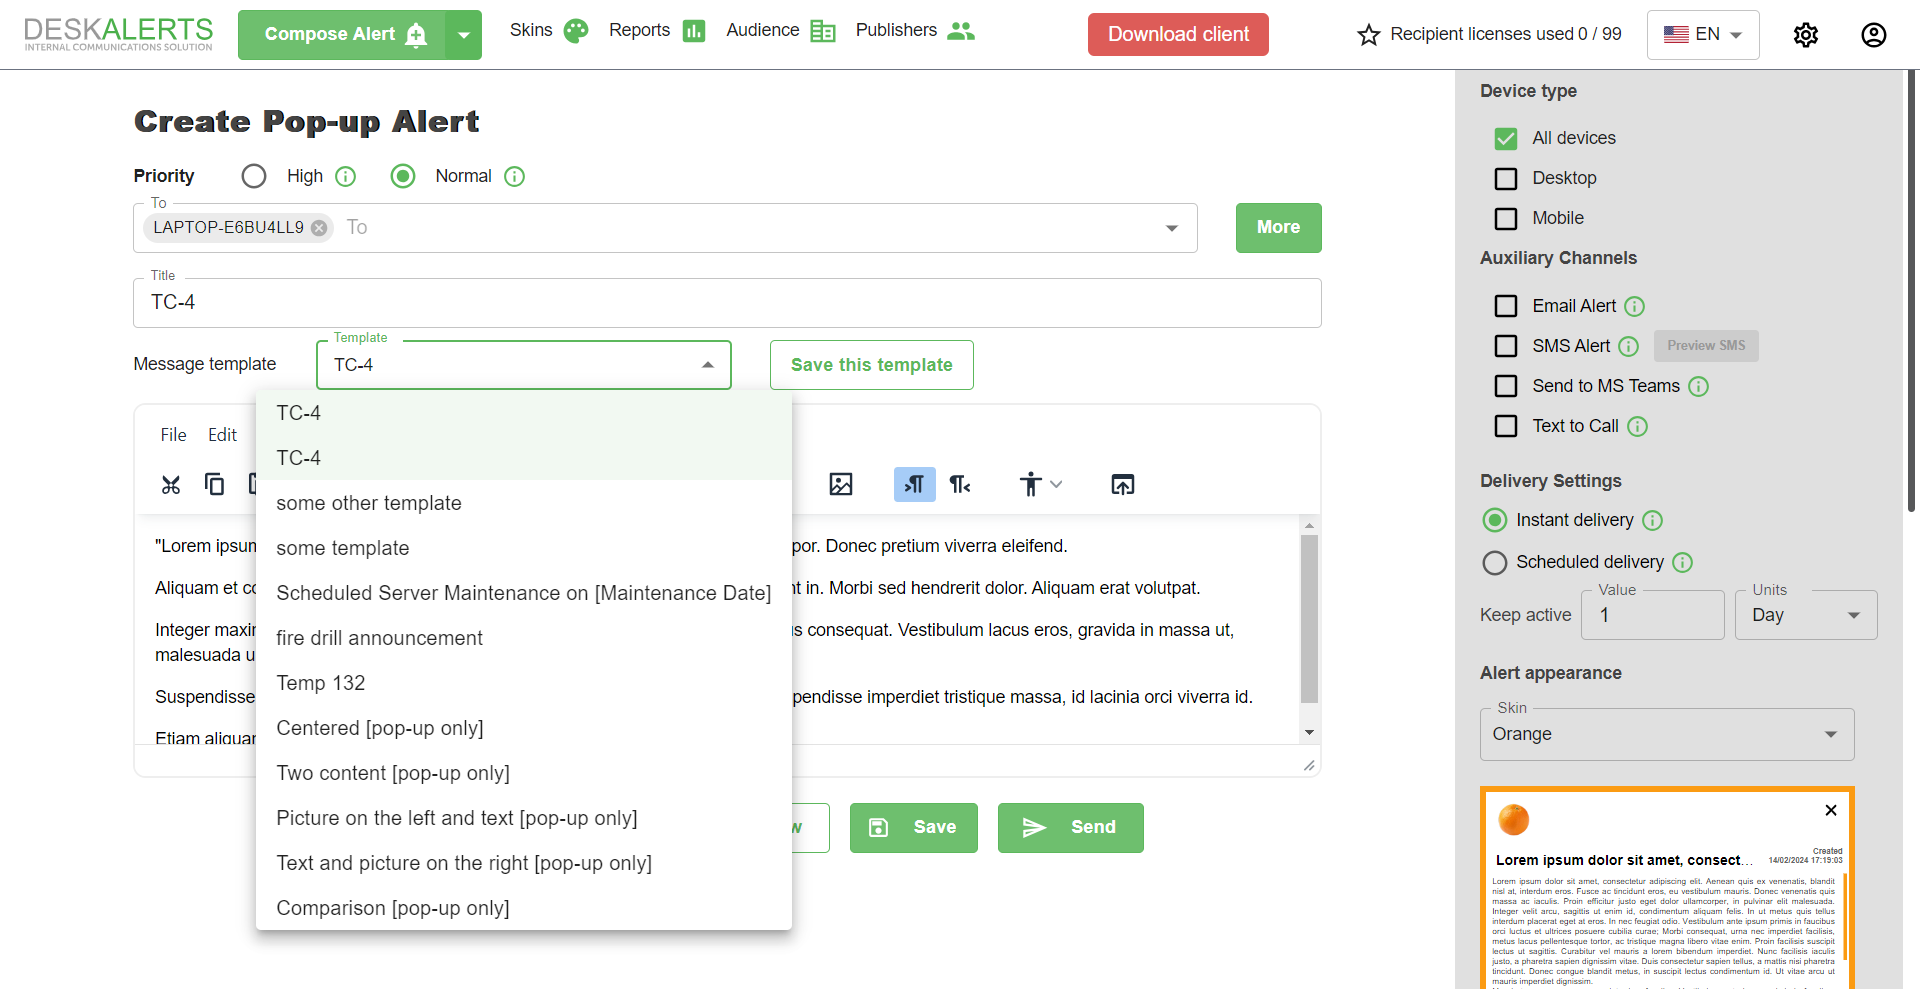 DESKALERTS
INTERNAL COMMUNICATIONS SOLUTION
Compose Alert
Skins
Reports
Audience
Publishers
Download client
Recipient licenses used 0 / 99
EN
Create Pop-up Alert
Priority
High
Normal
To
LAPTOP-E6BU4LL9
To
More
Title
TC-4
Message template
Template
TC-4
Save this template
TC-4
TC-4
some other template
some template
Scheduled Server Maintenance on [Maintenance Date]
fire drill announcement
Temp 132
Centered [pop-up only]
Two content [pop-up only]
Picture on the left and text [pop-up only]
Text and picture on the right [pop-up only]
Comparison [pop-up only]
File Edit
"Lorem ipsum por. Donec pretium viverra eleifend.
Aliquam et in. Morbi sed hendrerit dolor. Aliquam erat volutpat.
Integer consequat. Vestibulum lacus eros, gravida in massa ut,
malesuada
Suspendisse pendisse imperdiet tristique massa, id lacinia orci viverra id.
Etiam
Save
Send
Device type
All devices
Desktop
Mobile
Auxiliary Channels
Email Alert
SMS Alert
Preview SMS
Send to MS Teams
Text to Call
Delivery Settings
Instant delivery
Scheduled delivery
Keep active
Value
1
Units
Day
Alert appearance
Skin
Orange
Created
14/02/2024 17:19:03
Lorem ipsum dolor sit amet, consect...
Lorem ipsum dolor sit amet, consectetur adipiscing elit. Aenean quis ex venenatis, blandit
nisl at, interdum eros. Fusce ac tincidunt eros, eu vestibulum mauris. Donec venenatis quis
massa ac iaculis. Proin efficitur justo eget dolor ullamcorper, in pulvinar elit malesuada.
Integer velit arcu, sagittis ut enim id, condimentum aliquam felis. In ut metus quis tellus
interdum placerat eget at eros. In nec feugiat odio. Vestibulum ante ipsum primis in faucibus
orci luctus et ultrices posuere cubilia curae; Morbi consequat, urna nec imperdiet facilisis,
metus lacus pellentesque tortor, ac tristique magna libero vitae enim. Proin facilisis suscipit
lectus ut sagittis. Curabitur vel mauris a lorem bibendum imperdiet. Nunc facilisis iaculis
justo, a pharetra sapien dignissim vitae. Duis consectetur sapien tellus, a mattis nisi pharetra
tincidunt. Donec congue blandit metus, in suscipit lectus condimentum id. Ut vitae arcu ut
mauris imperdiet dignissim.